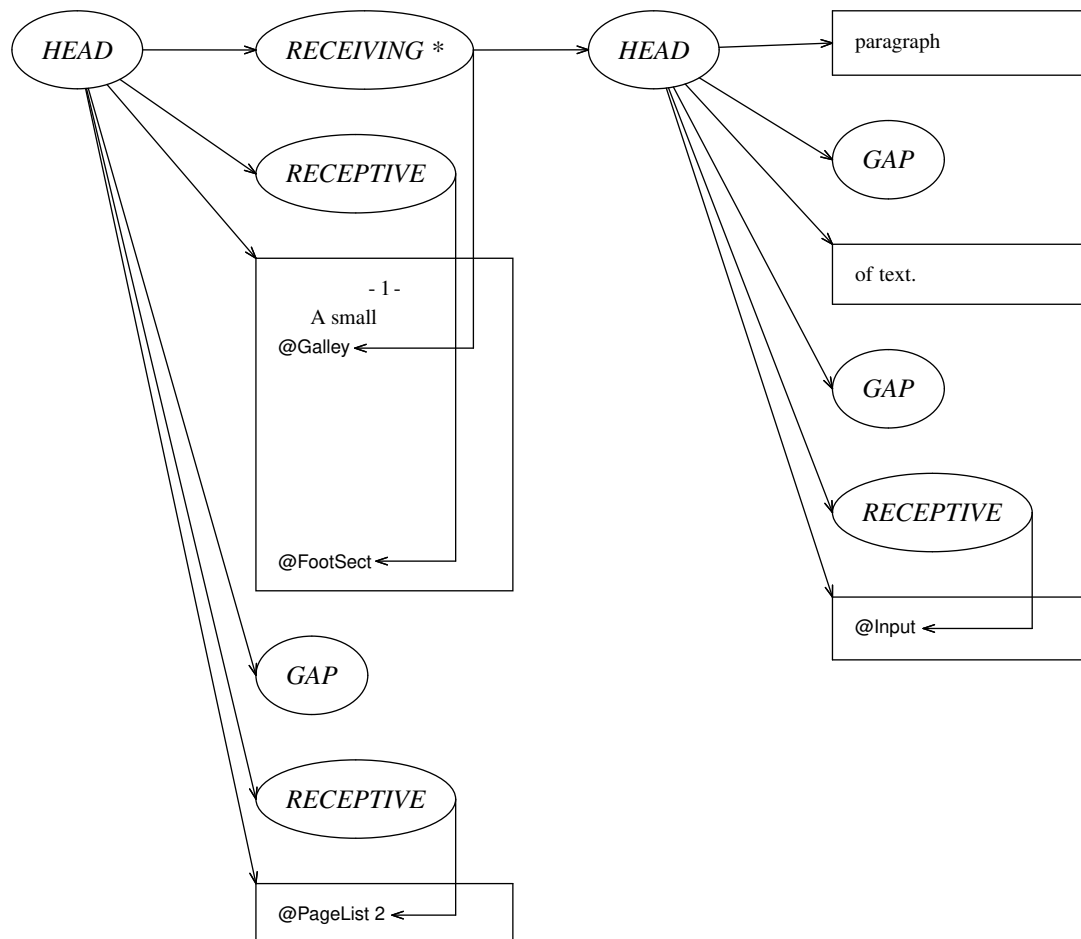 HEAD
RECEIVING *
HEAD
paragraph
RECEPTIVE
GAP
- 1 -
A small
@Galley
of text.
GAP
@FootSect
RECEPTIVE
@Input
GAP
RECEPTIVE
@PageList 2